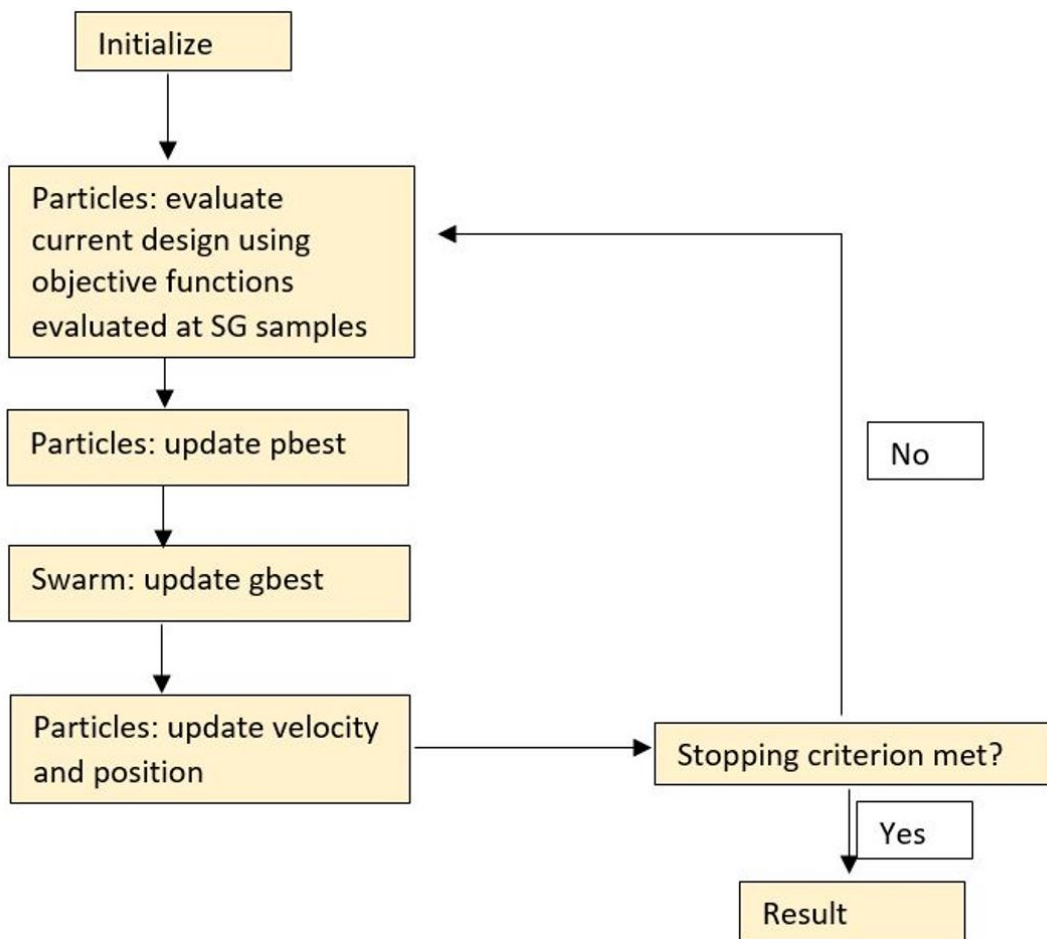 Initialize
Particles: evaluate
current design using
objective functions
evaluated at SG samples
Particles: update pbest
No
Swarm: update gbest
Particles: update velocity
and position
Stopping criterion met?
Yes
Result